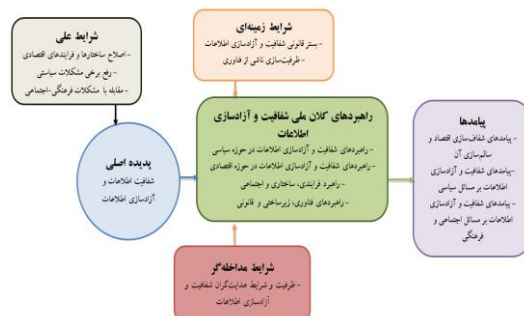 شرایط علی
-اصلاح ساختارها و فرایندهای اقتصادی
-رفع برخی مشکلات سیاستی
-مقابله با مشکلات فرهنگی-اجتماعی
شرایط زمینه‌ای
-بستر قانونی شفافیت و آزادسازی اطلاعات
-ظرفیت‌سازی ناشی از فناوری
پدیده اصلی
شفافیت اطلاعات و
آزادسازی اطلاعات
راهبردهای کلان ملی شفافیت و آزادسازی
اطلاعات
-راهبردهای شفافیت و آزادسازی اطلاعات در حوزه سیاسی
-راهبردهای شفافیت و آزادسازی اطلاعات در حوزه اقتصادی
-راهبرد فرایندی، ساختاری و اجتماعی
-راهبردهای فناوری، زیرساختی و قانونی
شرایط مداخله‌گر
-ظرفیت و شرایط هدایت‌گران شفافیت و
آزادسازی اطلاعات
پیامدها
-پیامدهای شفاف‌سازی اقتصاد و
سالم‌سازی آن
-پیامدهای شفافیت و آزادسازی
اطلاعات بر مسائل سیاسی
-پیامدهای شفافیت و آزادسازی
اطلاعات بر مسائل اجتماعی و
فرهنگی